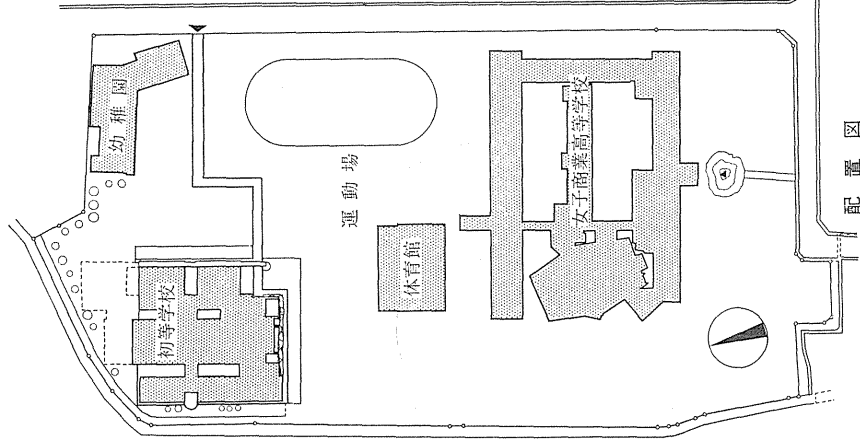 幼稚園
運動場
初等学校
体育館
女子商業高等学校
配置図